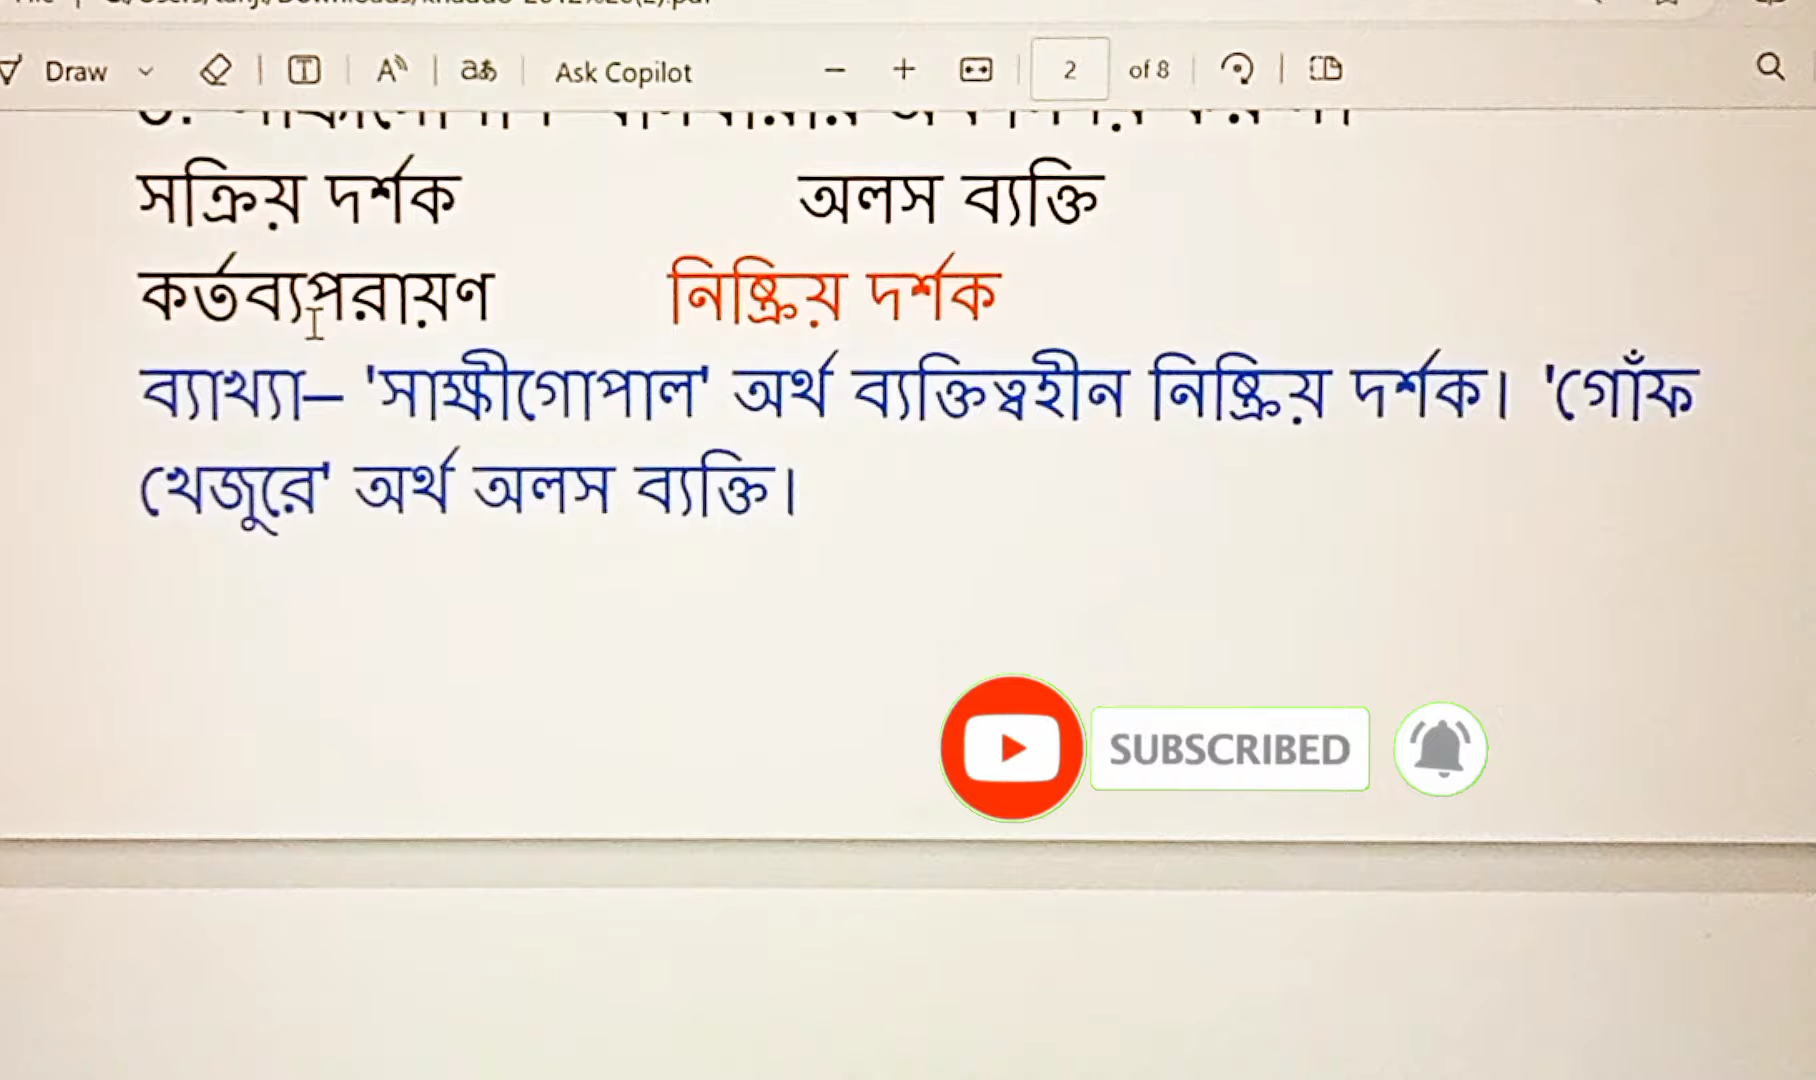 Draw
Ask Copilot
2 of 8
সক্রিয় দর্শক অলস ব্যক্তি
কর্তব্যপরায়ণ নিষ্ক্রিয় দর্শক
ব্যাখ্যা– 'সাক্ষীগোপাল' অর্থ ব্যক্তিত্বহীন নিষ্ক্রিয় দর্শক। 'গোঁফ
খেজুরে' অর্থ অলস ব্যক্তি।
SUBSCRIBED